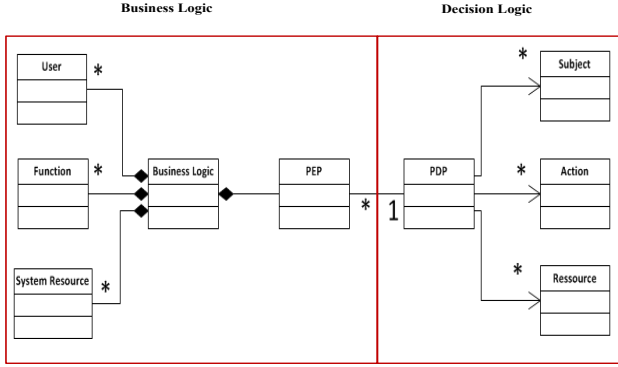 Business Logic
Decision Logic
User
*
*
Subject
Function
*
Business Logic
PEP
*
1
PDP
*
Action
System Resource
*
*
Ressource